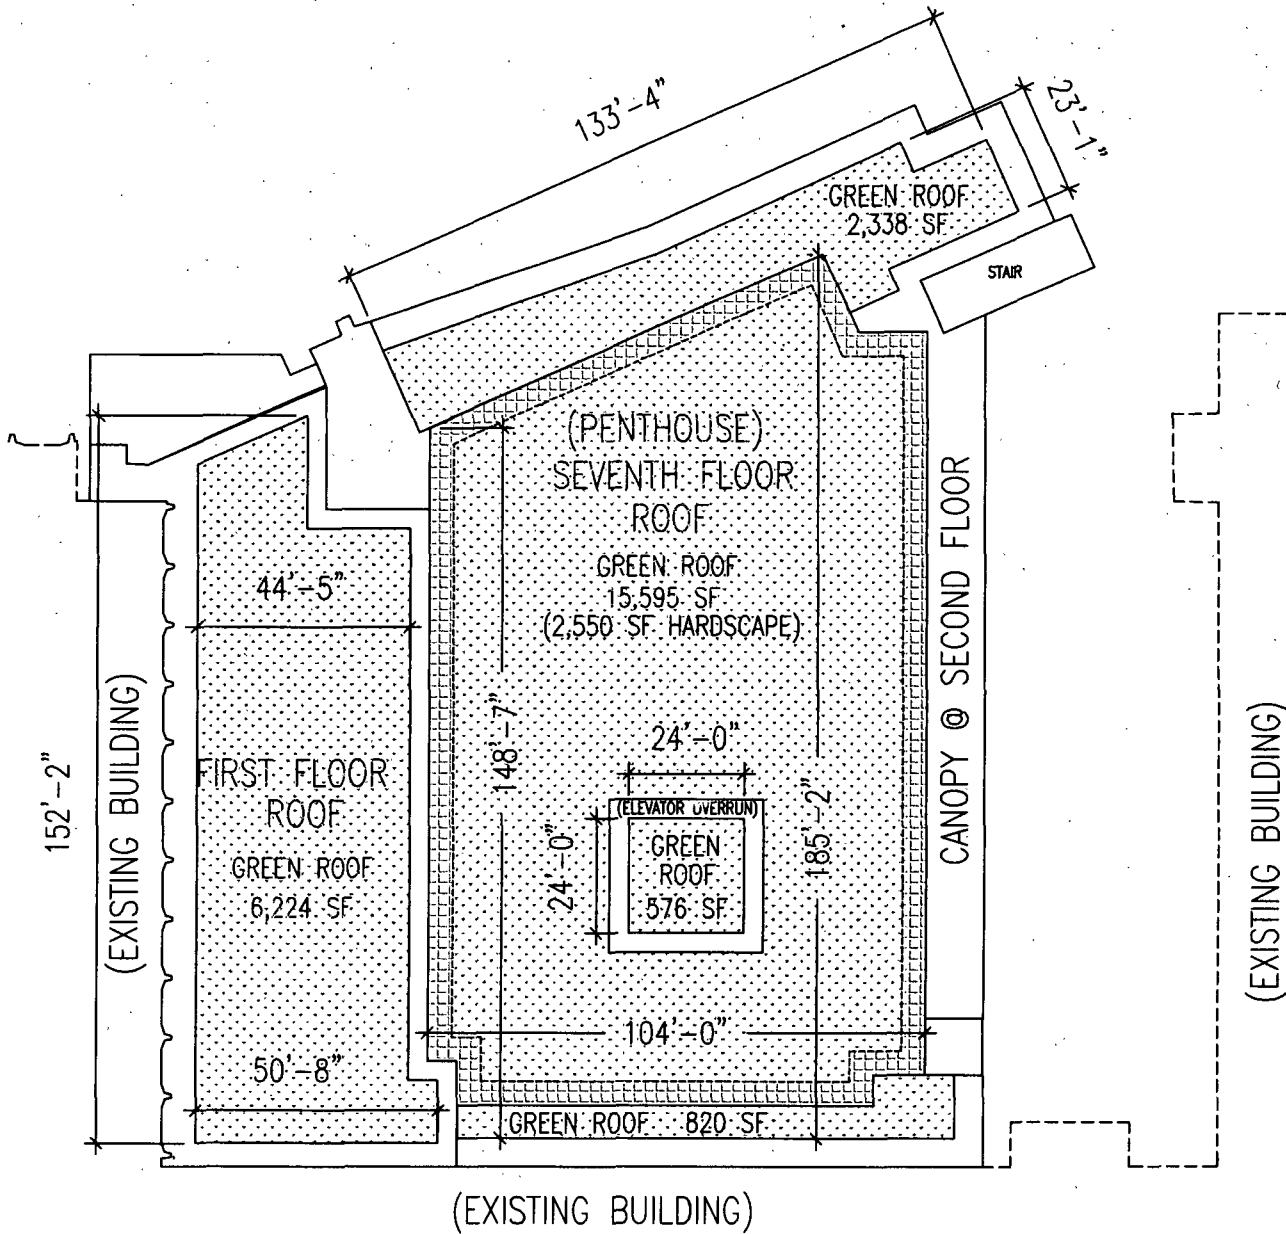 133'-4"
23'-1"
GREEN ROOF
2,338 SF
STAIR
(PENTHOUSE)
SEVENTH FLOOR
ROOF
GREEN ROOF
15,595 SF
(2,550 SF HARDSCAPE)
44'-5"
CANOPY @ SECOND FLOOR
148'-7"
24'-0"
(ELEVATOR OVERRUN)
24'-0"
GREEN
ROOF
576 SF
185'-2"
152'-2"
(EXISTING BUILDING)
FIRST FLOOR
ROOF
GREEN ROOF
6,224 SF
(EXISTING BUILDING)
104'-0"
50'-8"
GREEN ROOF 820 SF
(EXISTING BUILDING)